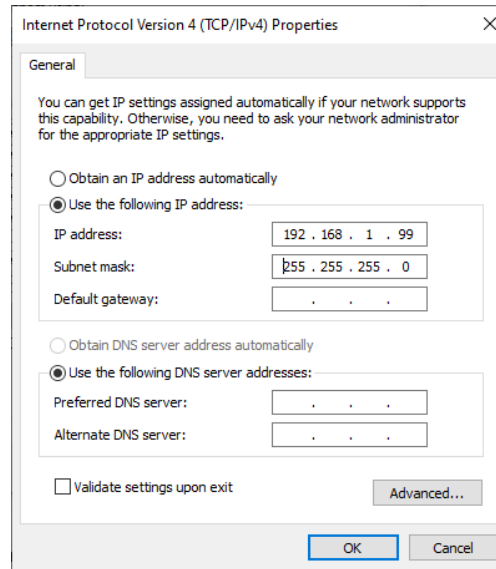 Internet Protocol Version 4 (TCP/IPv4) Properties
General
You can get IP settings assigned automatically if your network supports
this capability. Otherwise, you need to ask your network administrator
for the appropriate IP settings.
Obtain an IP address automatically
Use the following IP address:
IP address: 192 . 168 . 1 . 99
Subnet mask: 255 . 255 . 255 . 0
Default gateway: . . .
Obtain DNS server address automatically
Use the following DNS server addresses:
Preferred DNS server: . . .
Alternate DNS server: . . .
Validate settings upon exit
Advanced...
OK Cancel